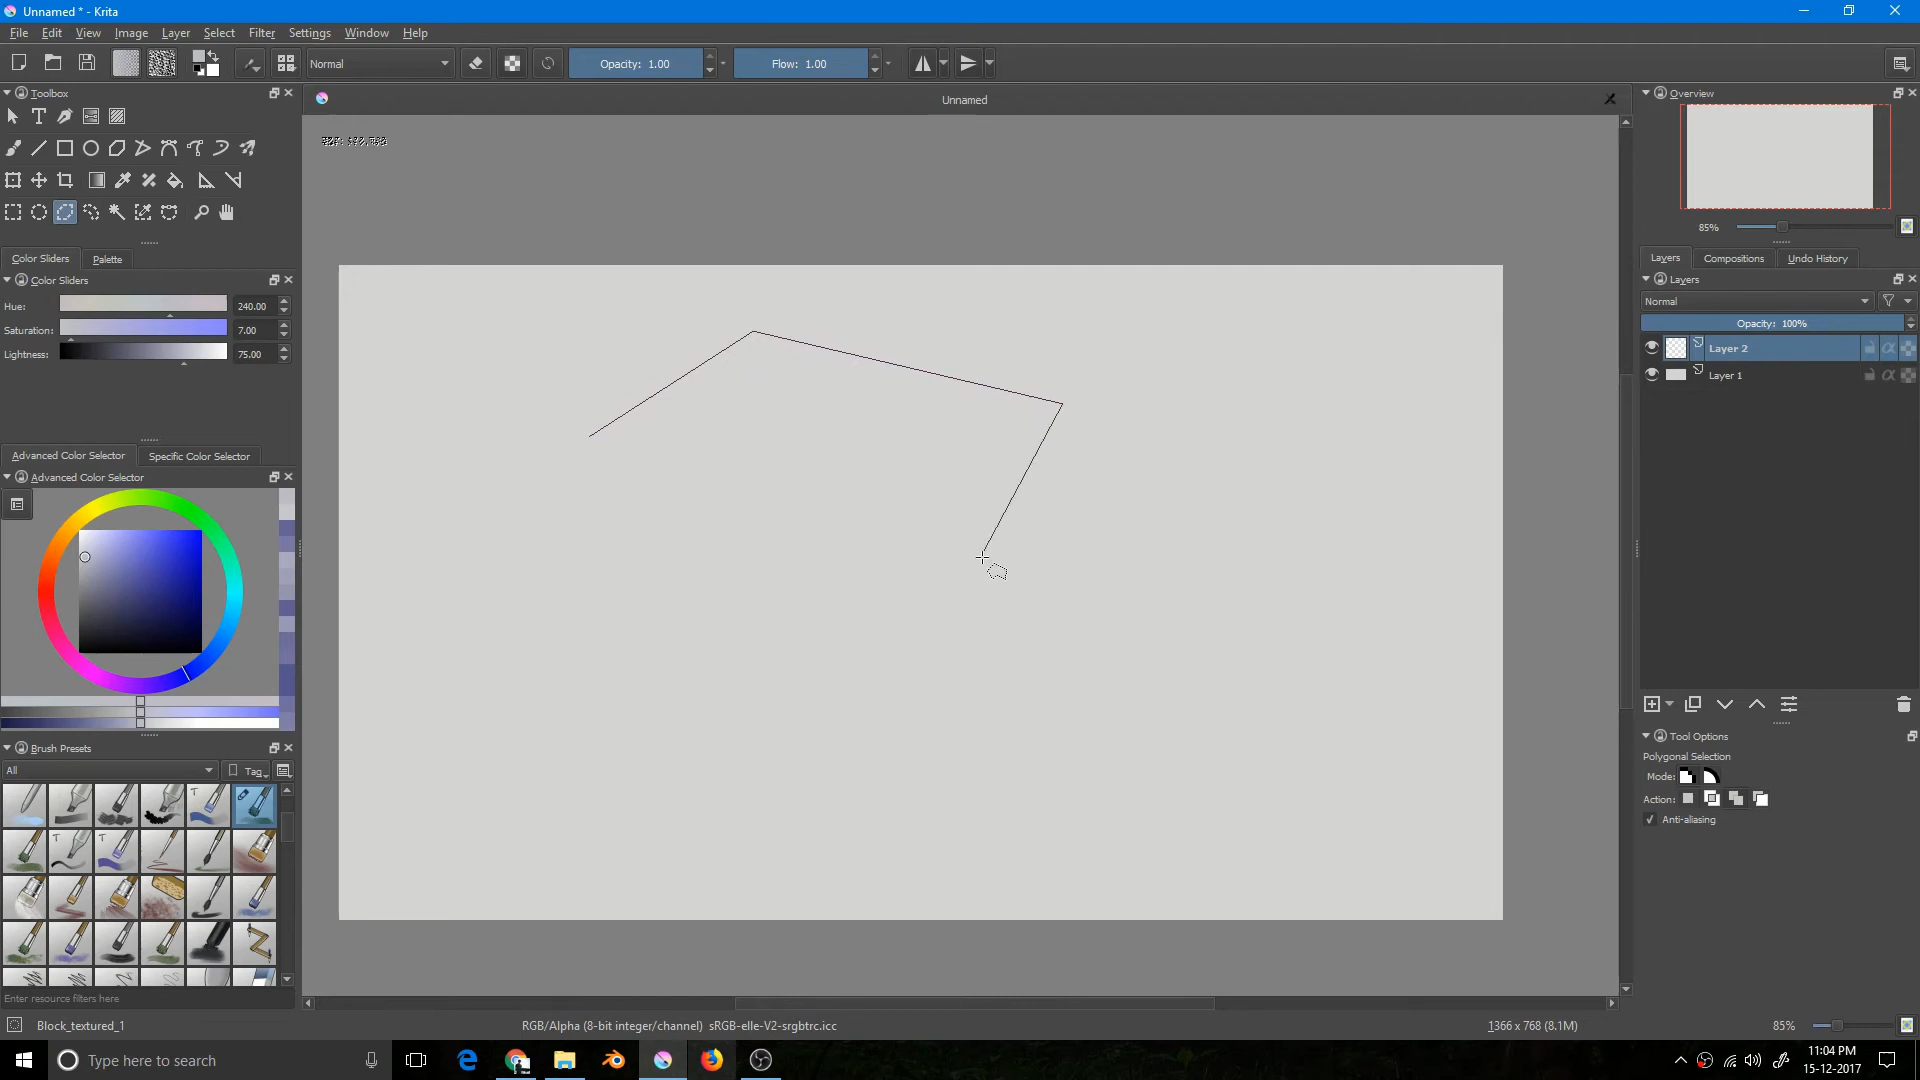 Unnamed * - Krita
File Edit View Image Layer Select Filter Settings Window Help
Normal
Opacity: 1.00
Flow: 1.00
Toolbox
Unnamed
Overview
85%
Color Sliders Palette
Color Sliders
Hue: 240.00
Saturation: 7.00
Lightness: 75.00
Layers Compositions Undo History
Layers
Normal
Opacity: 100%
Layer 2
Layer 1
Advanced Color Selector Specific Color Selector
Advanced Color Selector
Brush Presets
All
Tag
T
T
T
Enter resource filters here
Tool Options
Polygonal Selection
Mode:
Action:
Anti-aliasing
Block_textured_1
RGB/Alpha (8-bit integer/channel) sRGB-elle-V2-srgbtrc.icc
1366 x 768 (8.1M)
85%
Type here to search
11:04 PM
15-12-2017